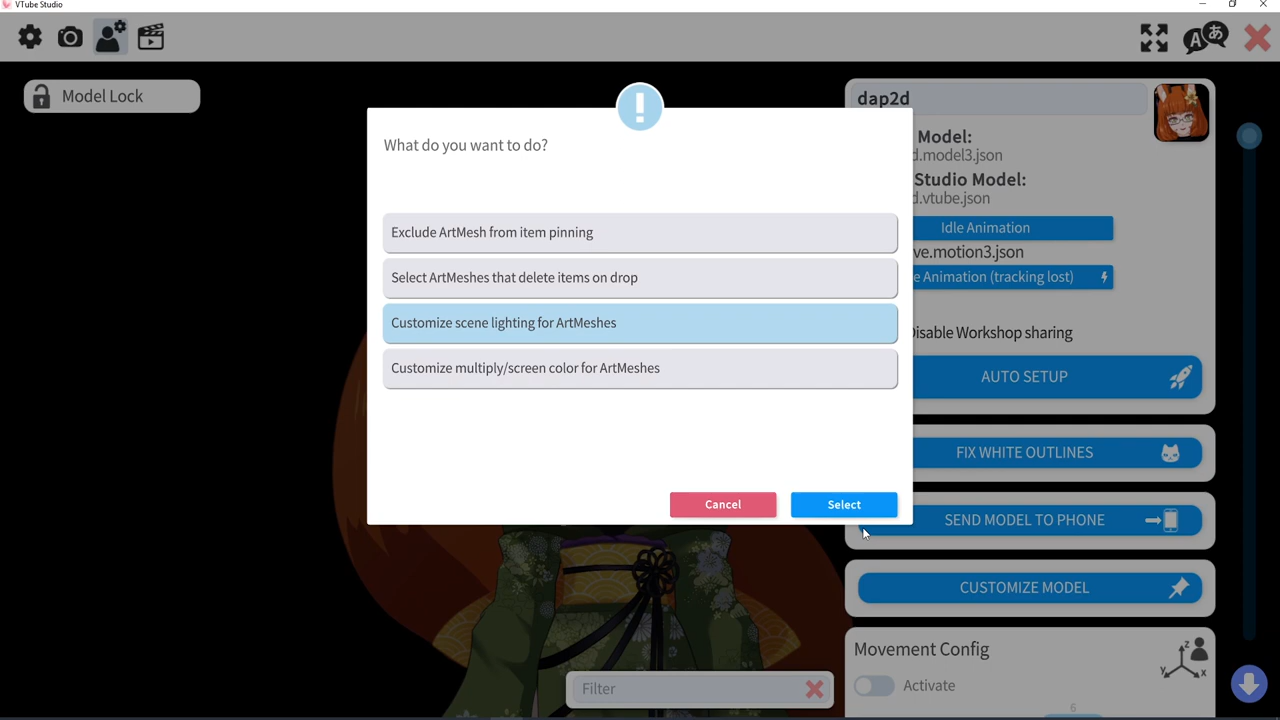 VTube Studio
Model Lock
dap2d
What do you want to do?
Exclude ArtMesh from item pinning
Select ArtMeshes that delete items on drop
Customize scene lighting for ArtMeshes
Customize multiply/screen color for ArtMeshes
Cancel
Select
Model:
d.model3.json
Studio Model:
d.vtube.json
Idle Animation
ve.motion3.json
e Animation (tracking lost)
Disable Workshop sharing
AUTO SETUP
FIX WHITE OUTLINES
SEND MODEL TO PHONE
CUSTOMIZE MODEL
Movement Config
Z
Y
X
Activate
6
Filter
A
あ